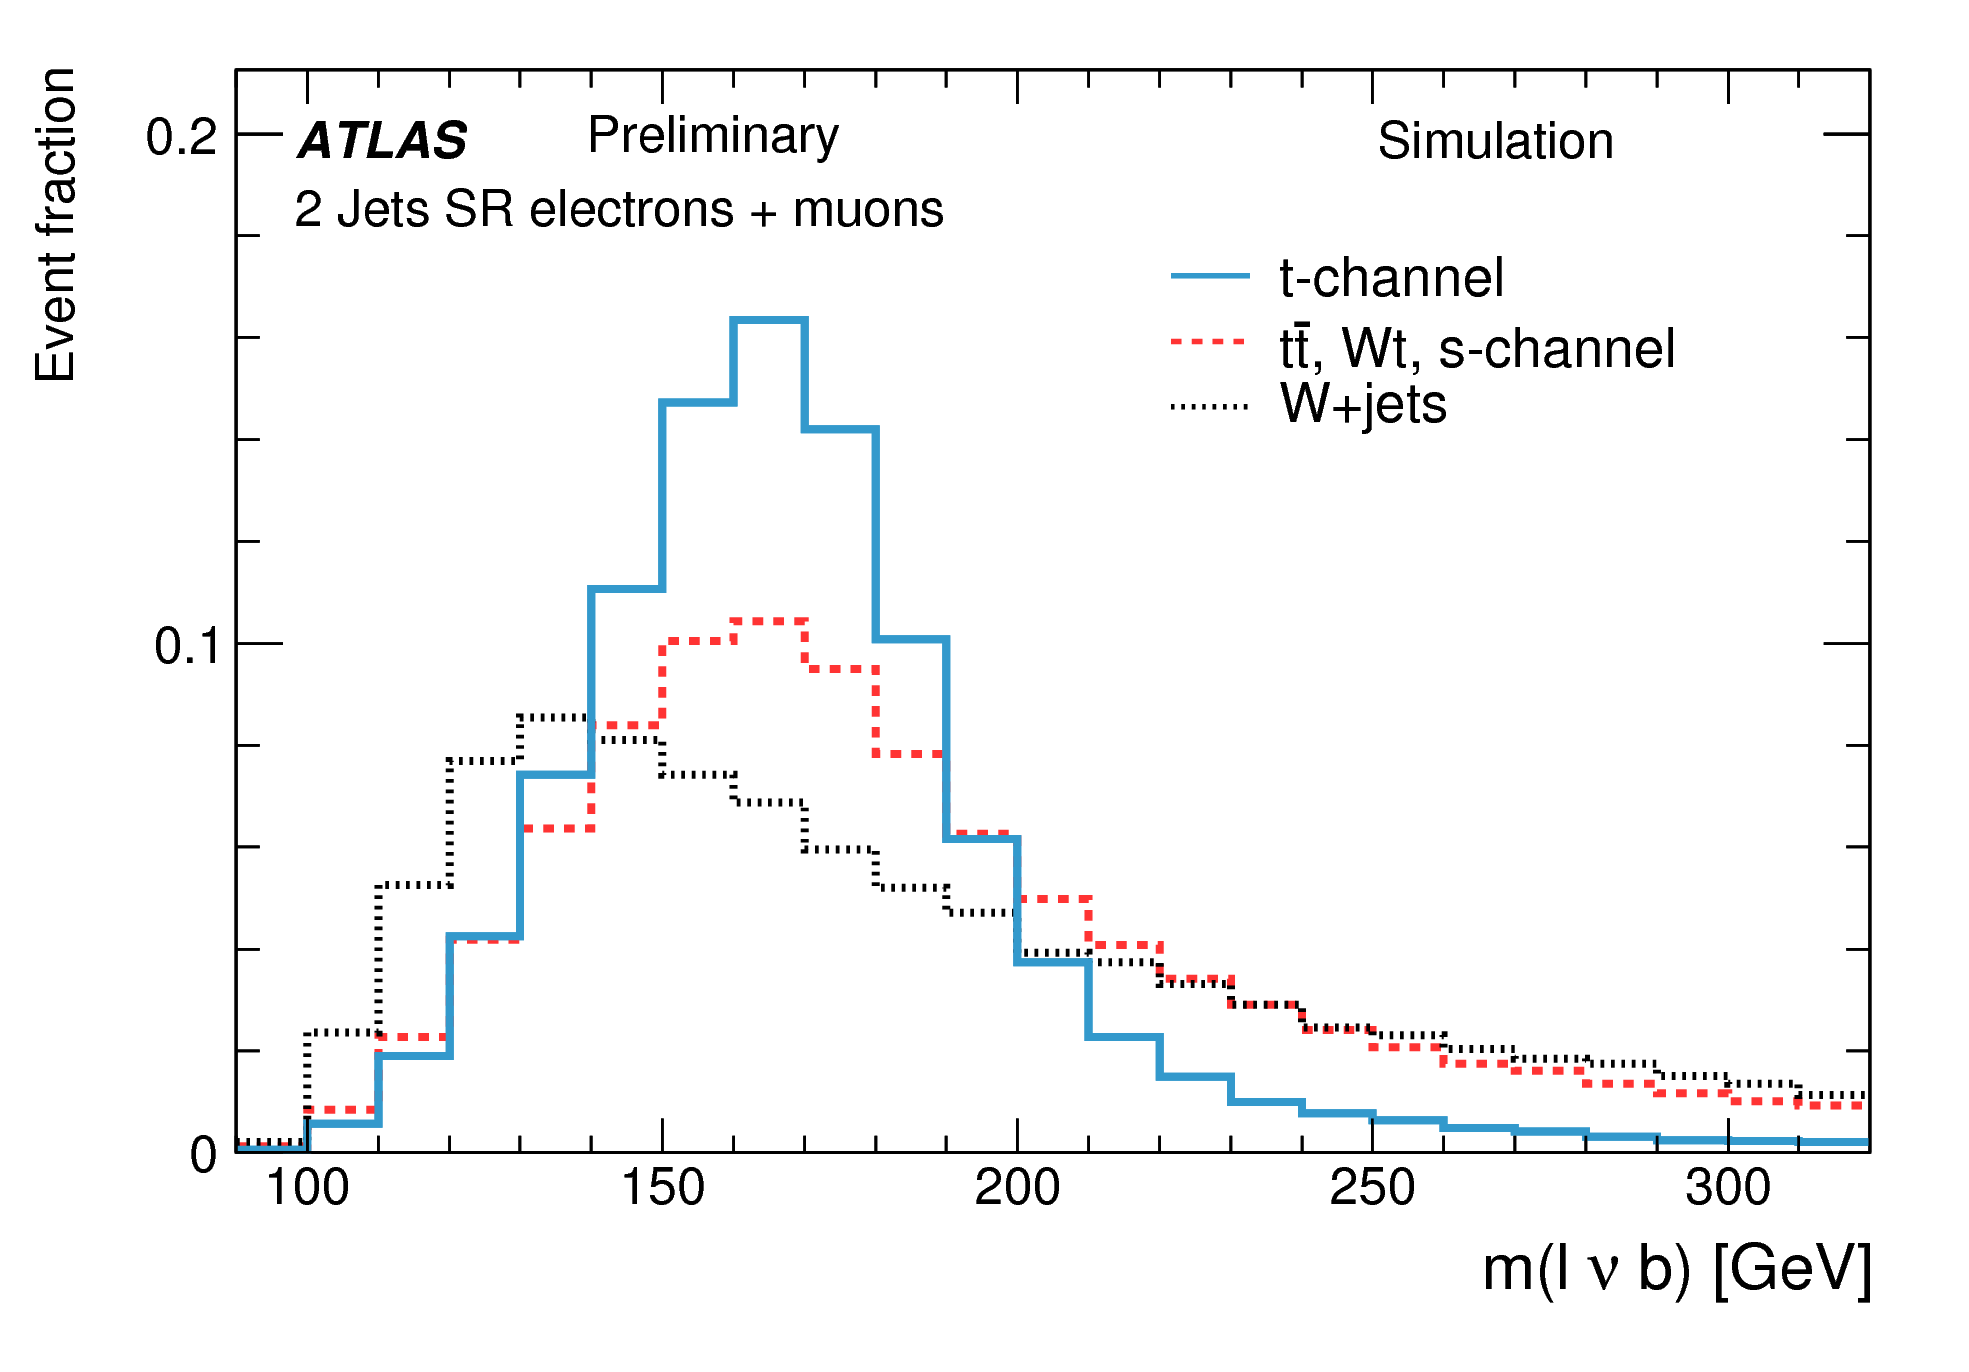 Event fraction
ATLAS Preliminary Simulation
2 Jets SR electrons + muons
t-channel
tt̄, Wt, s-channel
W+jets
0.2
0.1
0
100 150 200 250 300
m(l ν b) [GeV]